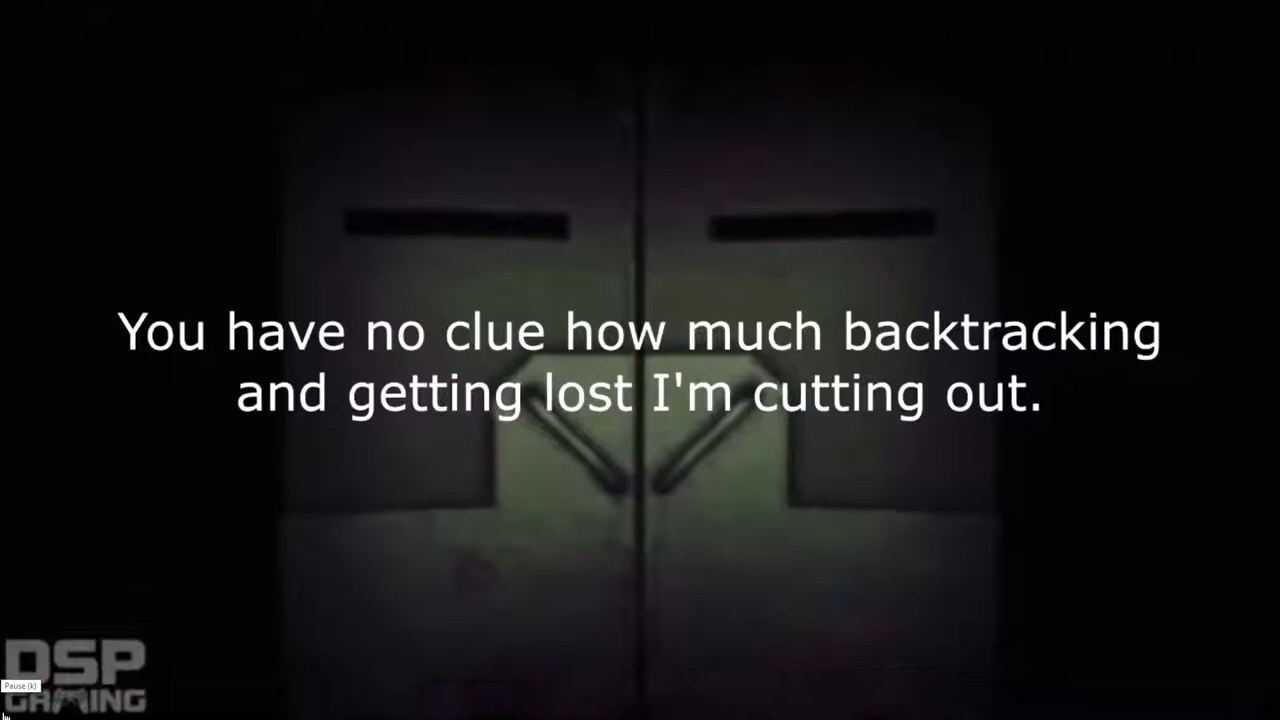 You have no clue how much backtracking
and getting lost I'm cutting out.
DSP
Pause (k)
GAMING